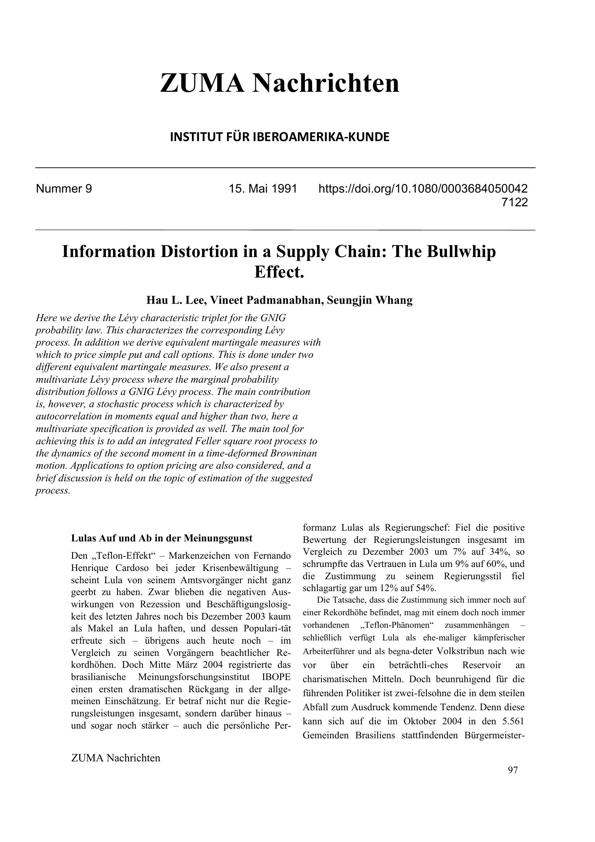 ZUMA Nachrichten
INSTITUT FÜR IBEROAMERIKA-KUNDE
Nummer 9 15. Mai 1991 https://doi.org/10.1080/0003684050042
7122
Information Distortion in a Supply Chain: The Bullwhip
Effect.
Hau L. Lee, Vineet Padmanabhan, Seungjin Whang
Here we derive the Lévy characteristic triplet for the GNIG
probability law. This characterizes the corresponding Lévy
process. In addition we derive equivalent martingale measures with
which to price simple put and call options. This is done under two
different equivalent martingale measures. We also present a
multivariate Lévy process where the marginal probability
distribution follows a GNIG Lévy process. The main contribution
is, however, a stochastic process which is characterized by
autocorrelation in moments equal and higher than two, here a
multivariate specification is provided as well. The main tool for
achieving this is to add an integrated Feller square root process to
the dynamics of the second moment in a time-deformed Browninan
motion. Applications to option pricing are also considered, and a
brief discussion is held on the topic of estimation of the suggested
process.
Lulas Auf und Ab in der Meinungsgunst
Den „Teflon-Effekt“ – Markenzeichen von Fernando
Henrique Cardoso bei jeder Krisenbewältigung –
scheint Lula von seinem Amtsvorgänger nicht ganz
geerbt zu haben. Zwar blieben die negativen Aus-
wirkungen von Rezession und Beschäftigungslosig-
keit des letzten Jahres noch bis Dezember 2003 kaum
als Makel an Lula haften, und dessen Populari-tät
erfreute sich – übrigens auch heute noch – im
Vergleich zu seinen Vorgängern beachtlicher Re-
kordhöhen. Doch Mitte März 2004 registrierte das
brasilianische Meinungsforschungsinstitut IBOPE
einen ersten dramatischen Rückgang in der allge-
meinen Einschätzung. Er betraf nicht nur die Regie-
rungsleistungen insgesamt, sondern darüber hinaus –
und sogar noch stärker – auch die persönliche Per-
formanz Lulas als Regierungschef: Fiel die positive
Bewertung der Regierungsleistungen insgesamt im
Vergleich zu Dezember 2003 um 7% auf 34%, so
schrumpfte das Vertrauen in Lula um 9% auf 60%, und
die Zustimmung zu seinem Regierungsstil fiel
schlagartig gar um 12% auf 54%.
Die Tatsache, dass die Zustimmung sich immer noch auf
einer Rekordhöhe befindet, mag mit einem doch noch immer
vorhandenen „Teflon-Phänomen“ zusammenhängen –
schließlich verfügt Lula als ehe-maliger kämpferischer
Arbeiterführer und als begna-deter Volkstribun nach wie
vor über ein beträchtli-ches Reservoir an
charismatischen Mitteln. Doch beunruhigend für die
führenden Politiker ist zwei-felsohne die in dem steilen
Abfall zum Ausdruck kommende Tendenz. Denn diese
kann sich auf die im Oktober 2004 in den 5.561
Gemeinden Brasiliens stattfindenden Bürgermeister-
ZUMA Nachrichten
97